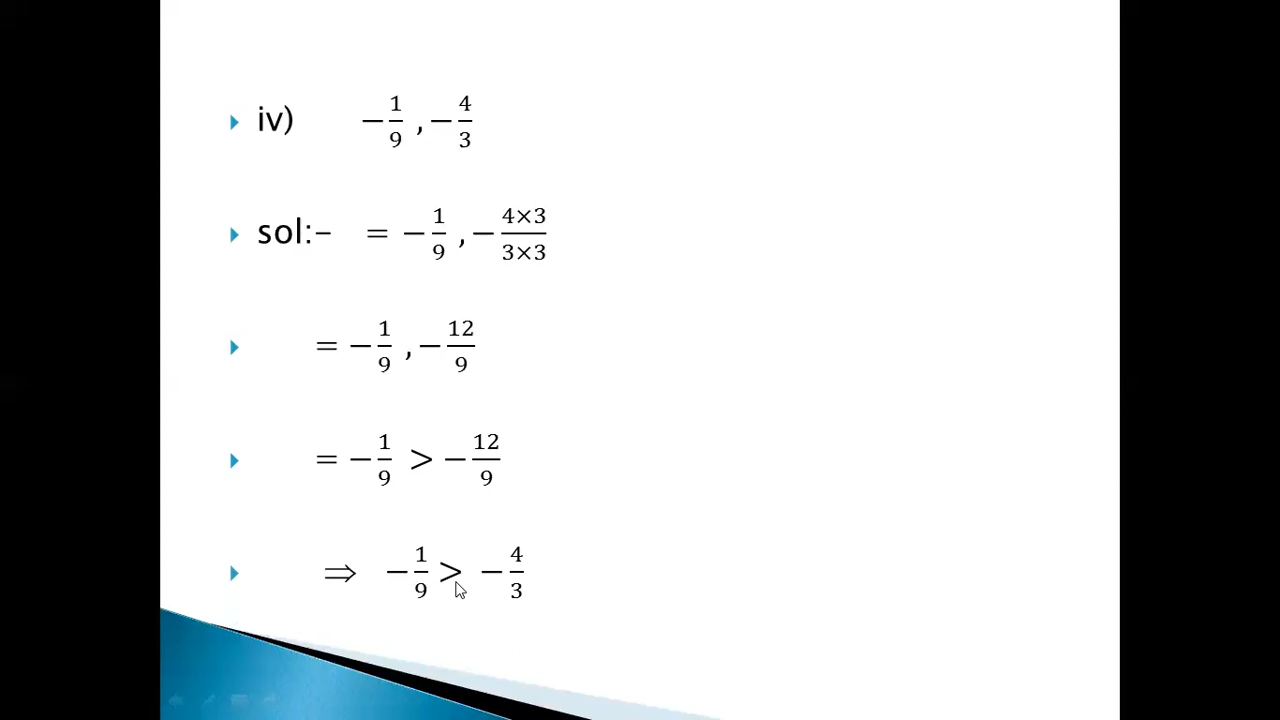 iv) −1/9 , −4/3
sol:- = −1/9 , −4×3/3×3
= −1/9 , −12/9
= −1/9 > −12/9
⇒ −1/9 > −4/3